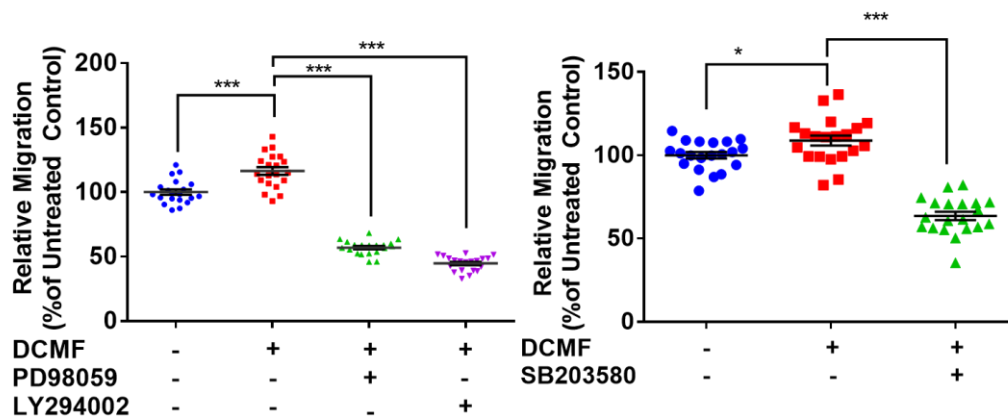 ***
***
***
Relative Migration
(%of Untreated Control)
200
150
100
50
0
DCMF - + + +
PD98059 - - + -
LY294002 - - - +
***
*
Relative Migration
(%of Untreated Control)
150
100
50
0
DCMF - + +
SB203580 - - +